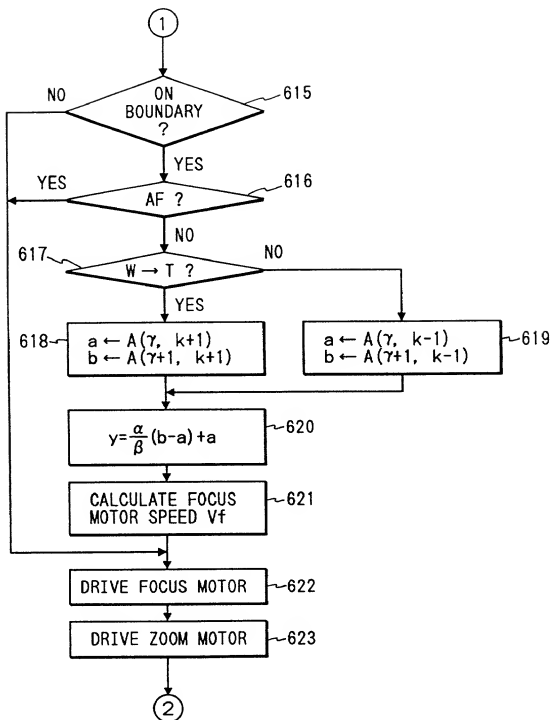 1
ON
BOUNDARY
?
615
NO
YES
AF ?
616
YES
NO
617
W → T ?
NO
YES
618
a ← A(γ, k+1)
b ← A(γ+1, k+1)
a ← A(γ, k-1)
b ← A(γ+1, k-1)
619
y=α/β (b-a)+a
620
CALCULATE FOCUS
MOTOR SPEED Vf
621
DRIVE FOCUS MOTOR
622
DRIVE ZOOM MOTOR
623
2